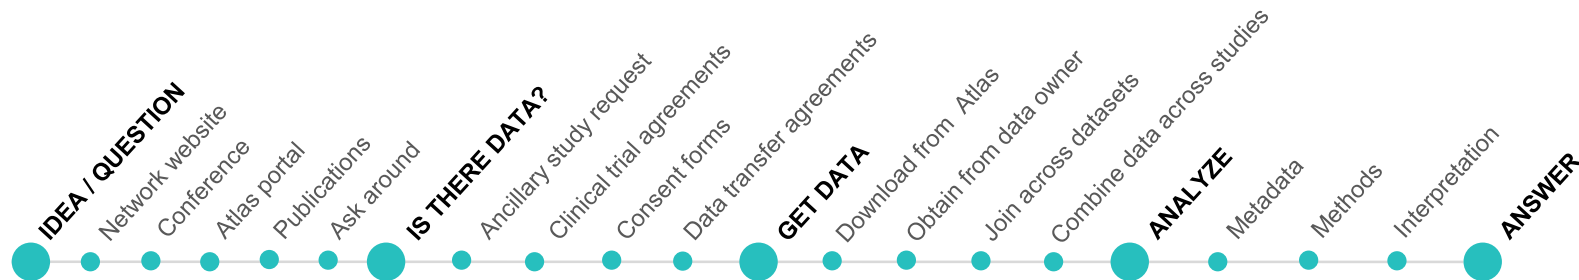 IDEA / QUESTION
Network website
Conference
Atlas portal
Publications
Ask around
IS THERE DATA?
Ancillary study request
Clinical trial agreements
Consent forms
Data transfer agreements
GET DATA
Download from Atlas
Obtain from data owner
Join across datasets
Combine data across studies
ANALYZE
Metadata
Methods
Interpretation
ANSWER